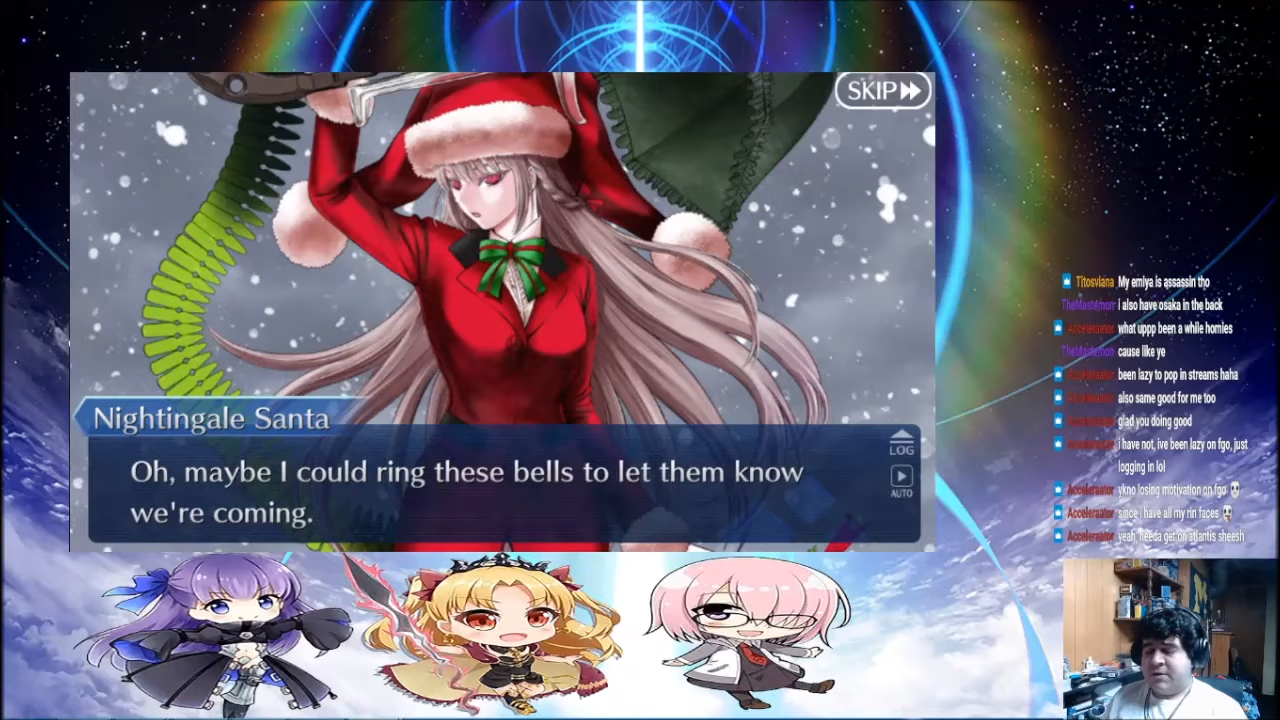 SKIP
Nightingale Santa
Oh, maybe I could ring these bells to let them know
we're coming.
LOG
AUTO
Titosviana My emiya is assassin tho
TheMastemon i also have osaka in the back
Acceleraator what uppp been a while homies
TheMastemon cause like ye
Acceleraator been lazy to pop in streams haha
Acceleraator also same good for me too
Acceleraator glad you doing good
Acceleraator i have not, ive been lazy on fgo, just
logging in lol
Acceleraator ykno losing motivation on fgo
Acceleraator since i have all my rin faces
Acceleraator yeah, needa get on atlantis sheesh